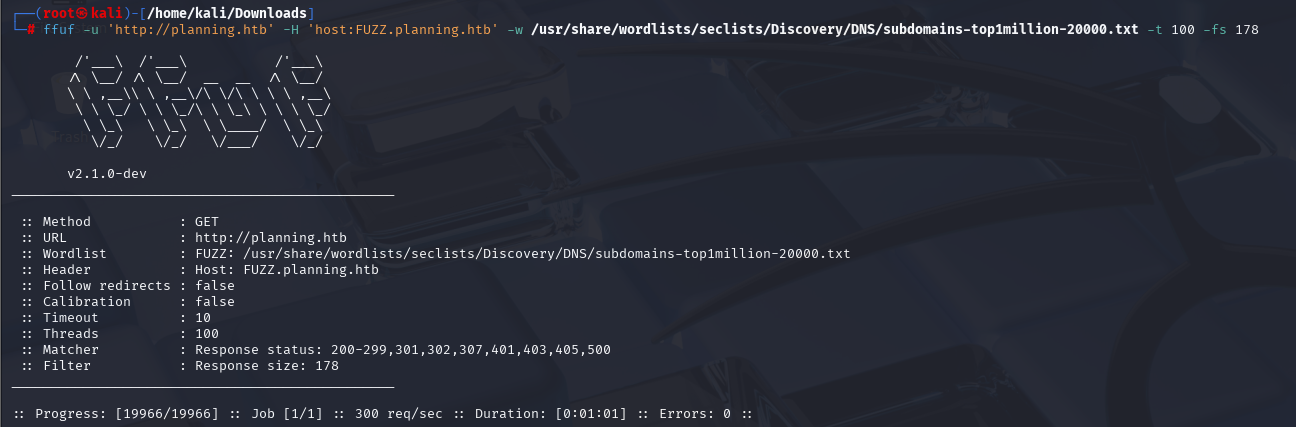 ┌──(root㉿kali)-[/home/kali/Downloads]
└─# ffuf -u 'http://planning.htb' -H 'host:FUZZ.planning.htb' -w /usr/share/wordlists/seclists/Discovery/DNS/subdomains-top1million-20000.txt -t 100 -fs 178
        /'___\  /'___\           /'___\
       /\ \__/ /\ \__/  __  __  /\ \__/
       \ \ ,__\\ \ ,__\/\ \/\ \ \ \ ,__\
        \ \ \_/ \ \ \_/\ \ \_\ \ \ \ \_/
         \ \_\   \ \_\  \ \____/  \ \_\
          \/_/    \/_/   \/___/    \/_/
       v2.1.0-dev
________________________________________________
 :: Method           : GET
 :: URL              : http://planning.htb
 :: Wordlist         : FUZZ: /usr/share/wordlists/seclists/Discovery/DNS/subdomains-top1million-20000.txt
 :: Header           : Host: FUZZ.planning.htb
 :: Follow redirects : false
 :: Calibration      : false
 :: Timeout          : 10
 :: Threads          : 100
 :: Matcher          : Response status: 200-299,301,302,307,401,403,405,500
 :: Filter           : Response size: 178
________________________________________________
:: Progress: [19966/19966] :: Job [1/1] :: 300 req/sec :: Duration: [0:01:01] :: Errors: 0 ::